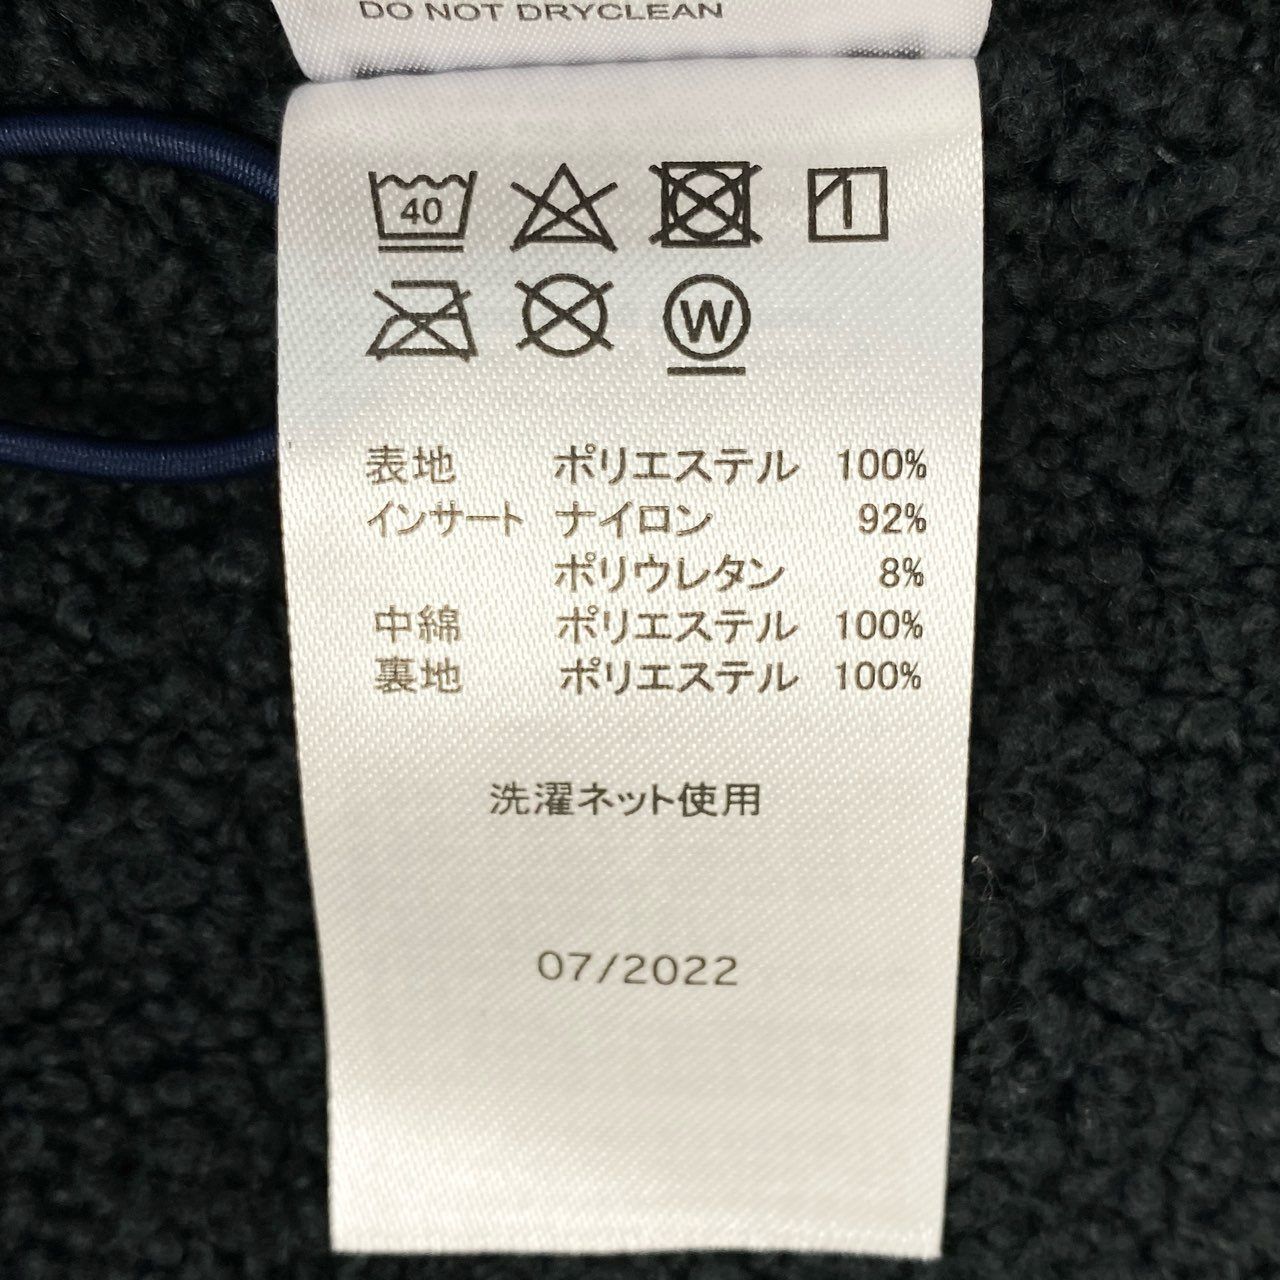 DO NOT DRYCLEAN
40
W
表地 ポリエステル 100%
インサート ナイロン 92%
ポリウレタン 8%
中綿 ポリエステル 100%
裏地 ポリエステル 100%
洗濯ネット使用
07/2022